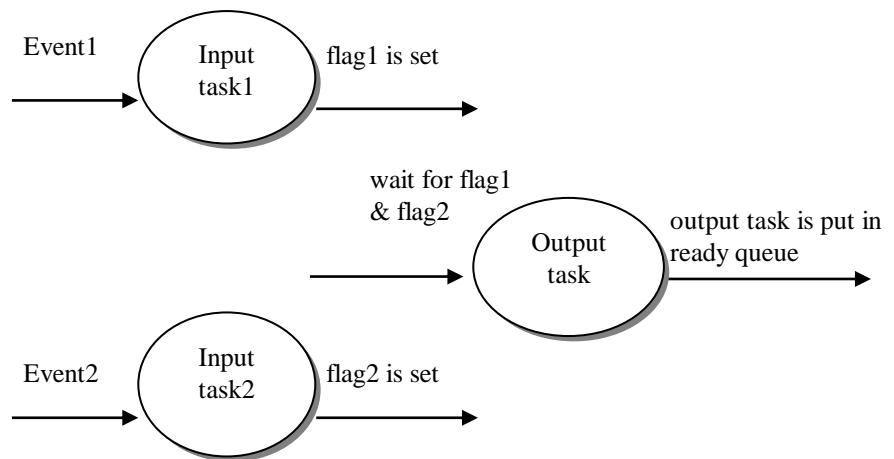 Event1
Input
task1
flag1 is set
wait for flag1
& flag2
Output
task
output task is put in
ready queue
Event2
Input
task2
flag2 is set